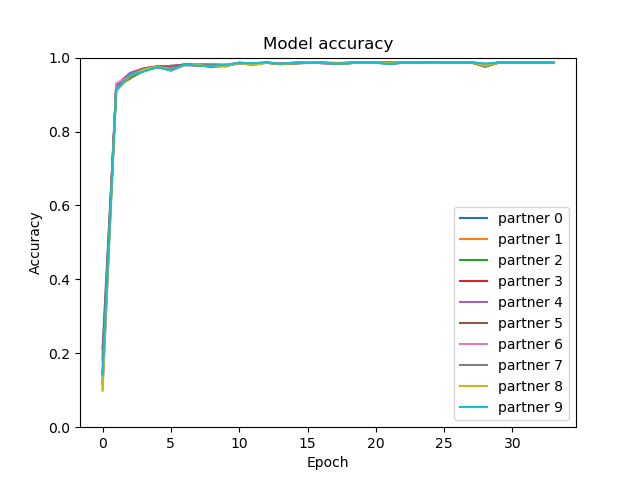 Model accuracy
1.0
0.8
0.6
0.4
0.2
0.0
Accuracy
partner 0
partner 1
partner 2
partner 3
partner 4
partner 5
partner 6
partner 7
partner 8
partner 9
0 5 10 15 20 25 30
Epoch